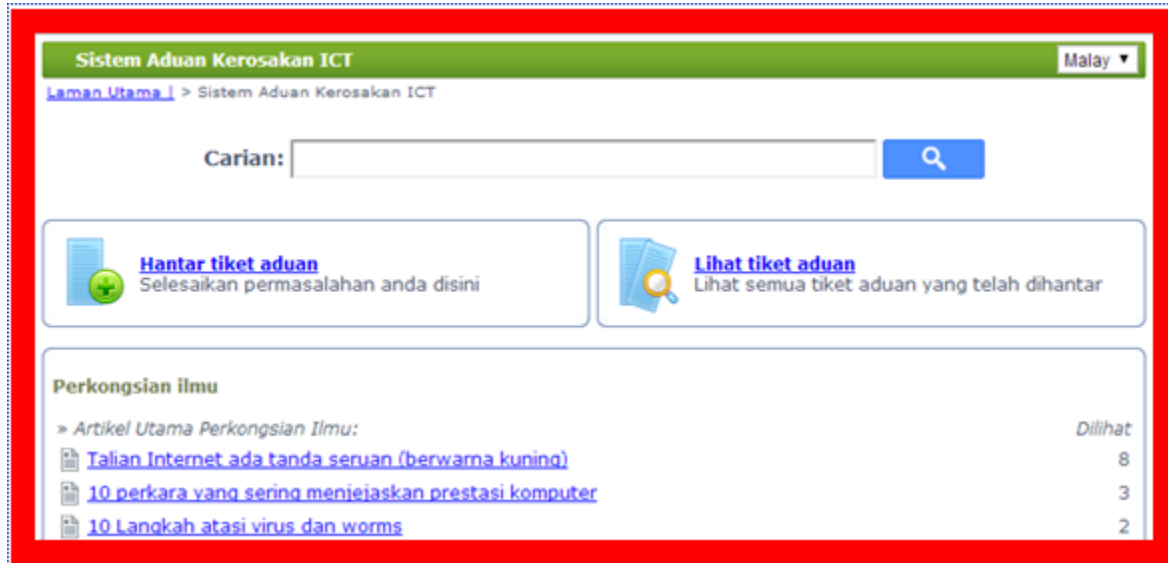 Sistem Aduan Kerosakan ICT
Malay
Laman Utama | > Sistem Aduan Kerosakan ICT
Carian:
Hantar tiket aduan
Selesaikan permasalahan anda disini
Lihat tiket aduan
Lihat semua tiket aduan yang telah dihantar
Perkongsian ilmu
» Artikel Utama Perkongsian Ilmu: Dilihat
Talian Internet ada tanda seruan (berwarna kuning) 8
10 perkara yang sering menjejaskan prestasi komputer 3
10 Langkah atasi virus dan worms 2